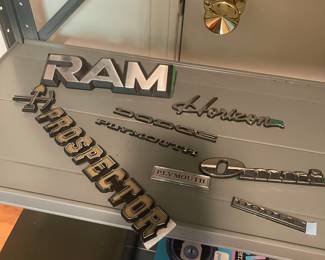 RAM
Horizon
DODGE
PLYMOUTH
PROSPECTOR
Omni
PLYMOUTH